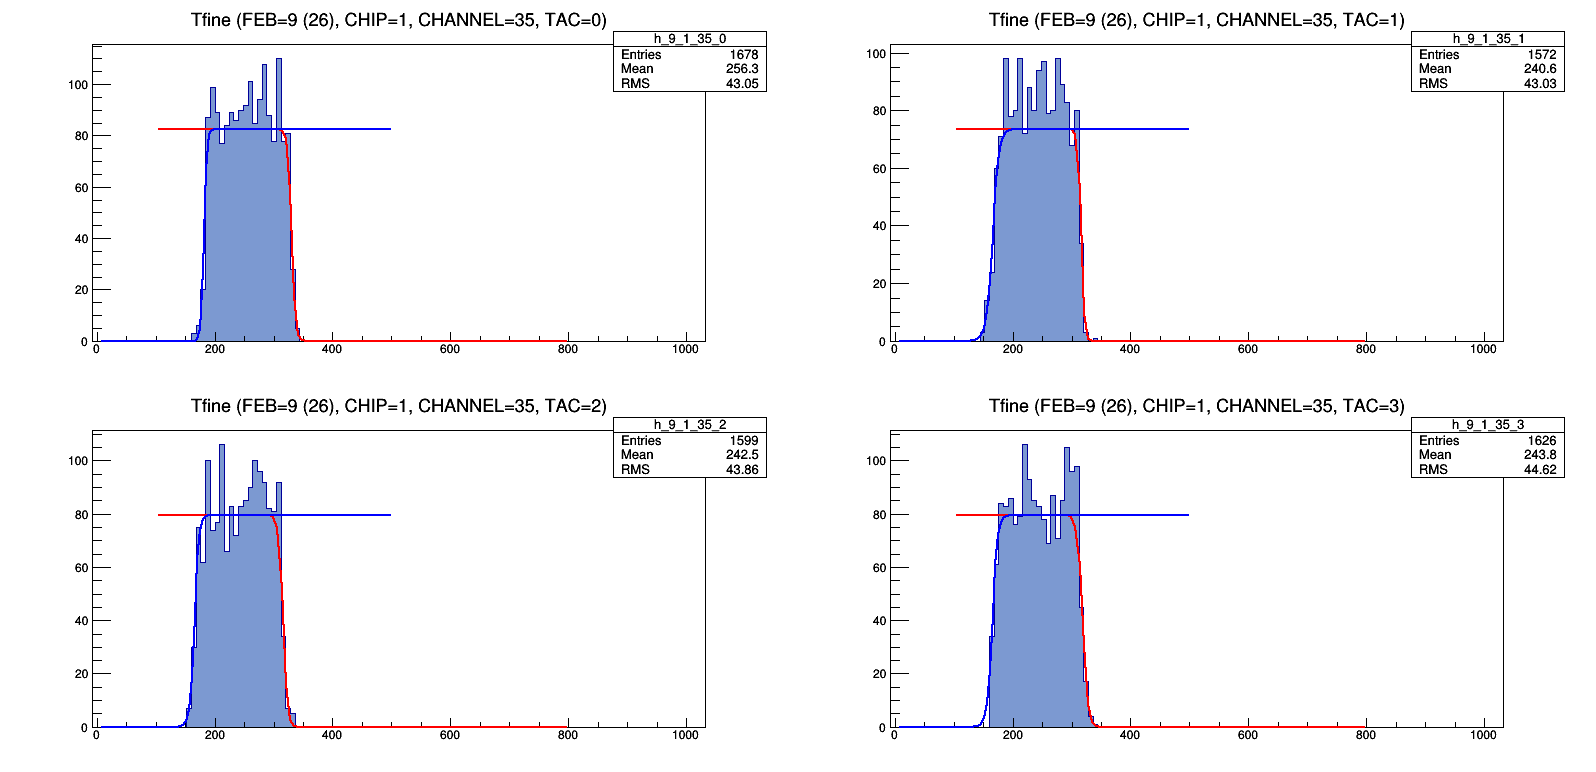 Tfine (FEB=9 (26), CHIP=1, CHANNEL=35, TAC=0)
h_9_1_35_0
Entries 1678
Mean 256.3
RMS 43.05
100
80
60
40
20
0
0 200 400 600 800 1000
Tfine (FEB=9 (26), CHIP=1, CHANNEL=35, TAC=1)
h_9_1_35_1
Entries 1572
Mean 240.6
RMS 43.03
100
80
60
40
20
0
0 200 400 600 800 1000
Tfine (FEB=9 (26), CHIP=1, CHANNEL=35, TAC=2)
h_9_1_35_2
Entries 1599
Mean 242.5
RMS 43.86
100
80
60
40
20
0
0 200 400 600 800 1000
Tfine (FEB=9 (26), CHIP=1, CHANNEL=35, TAC=3)
h_9_1_35_3
Entries 1626
Mean 243.8
RMS 44.62
100
80
60
40
20
0
0 200 400 600 800 1000